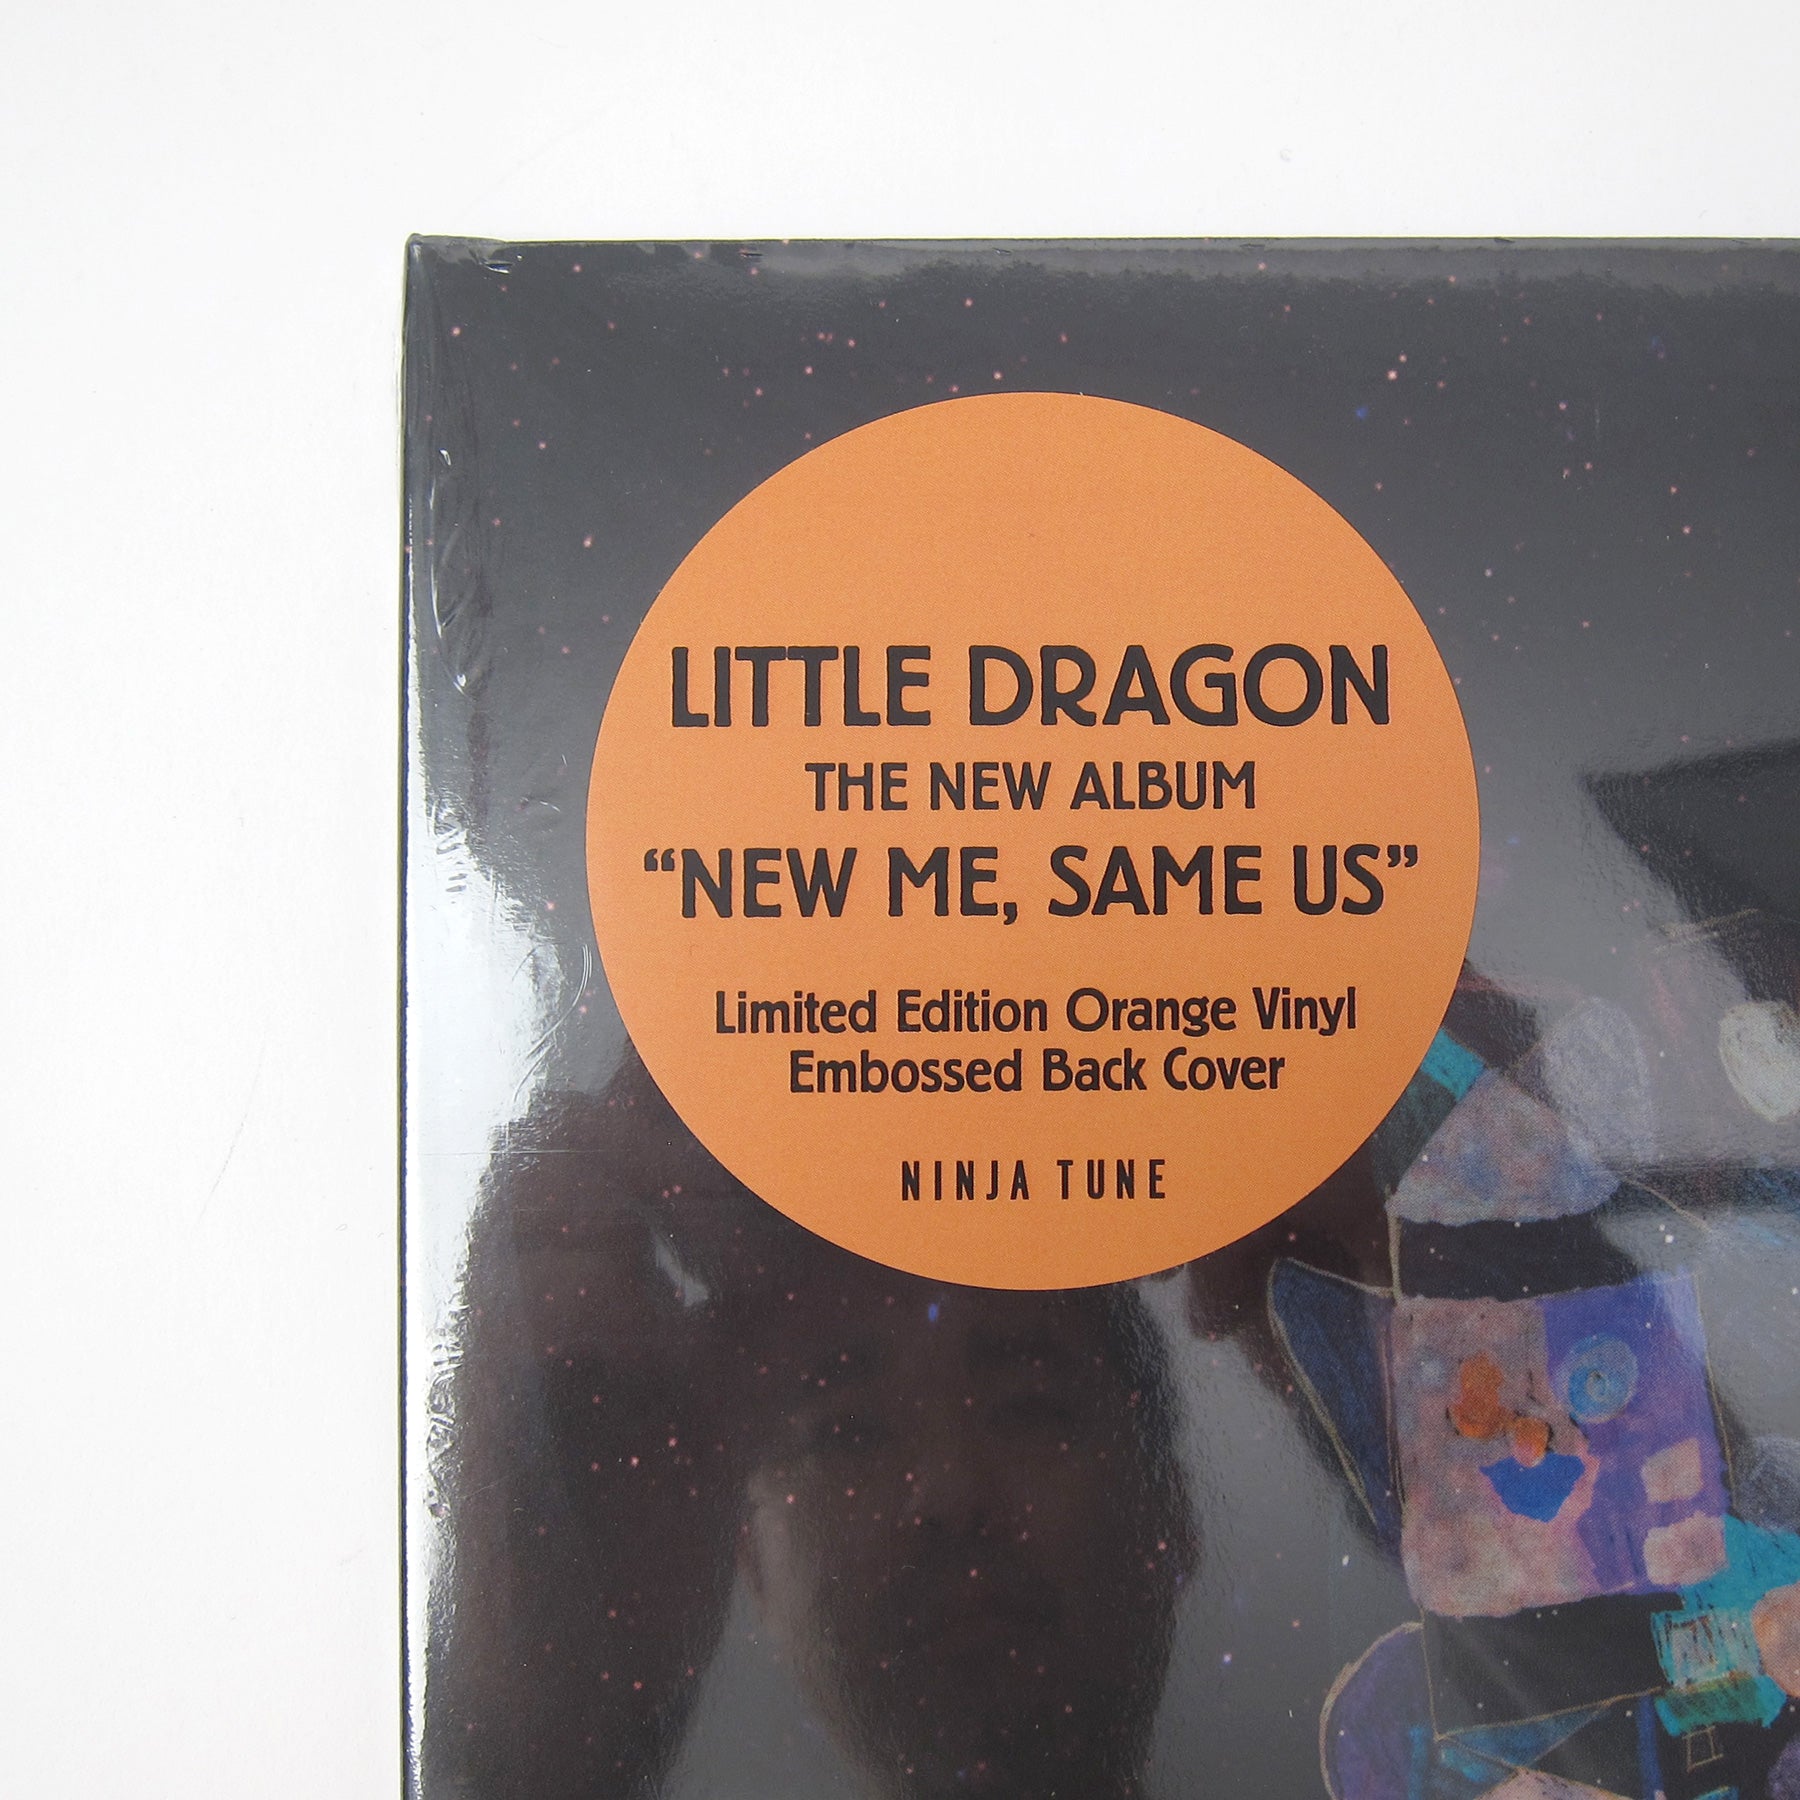 LITTLE DRAGON
THE NEW ALBUM
“NEW ME, SAME US”
Limited Edition Orange Vinyl
Embossed Back Cover
NINJA TUNE